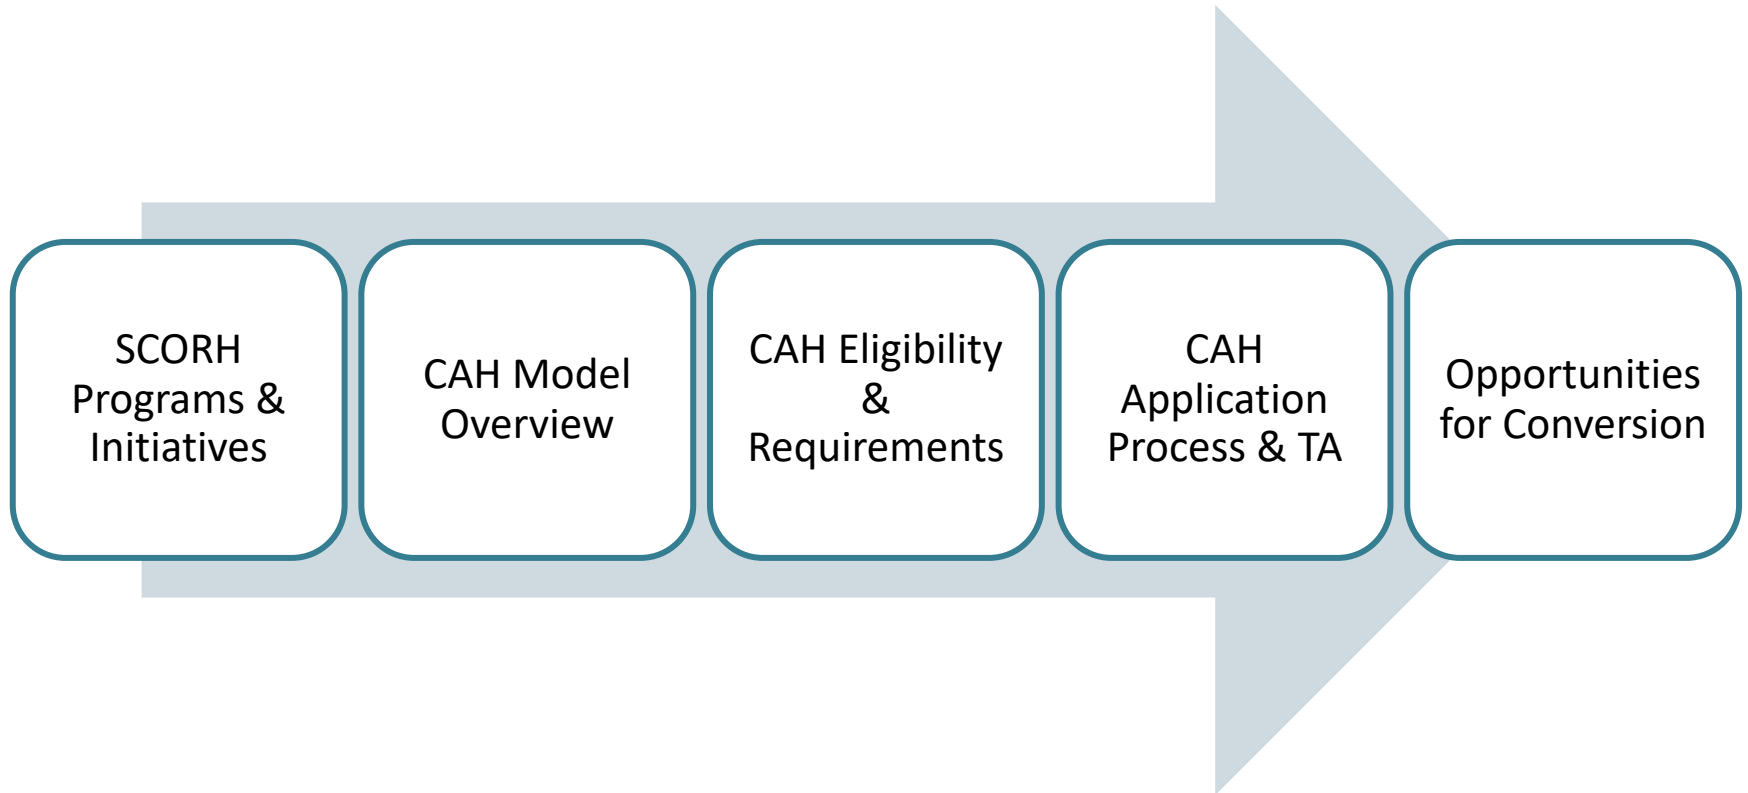 SCORH
Programs &
Initiatives
CAH Model
Overview
CAH Eligibility
&
Requirements
CAH
Application
Process & TA
Opportunities
for Conversion